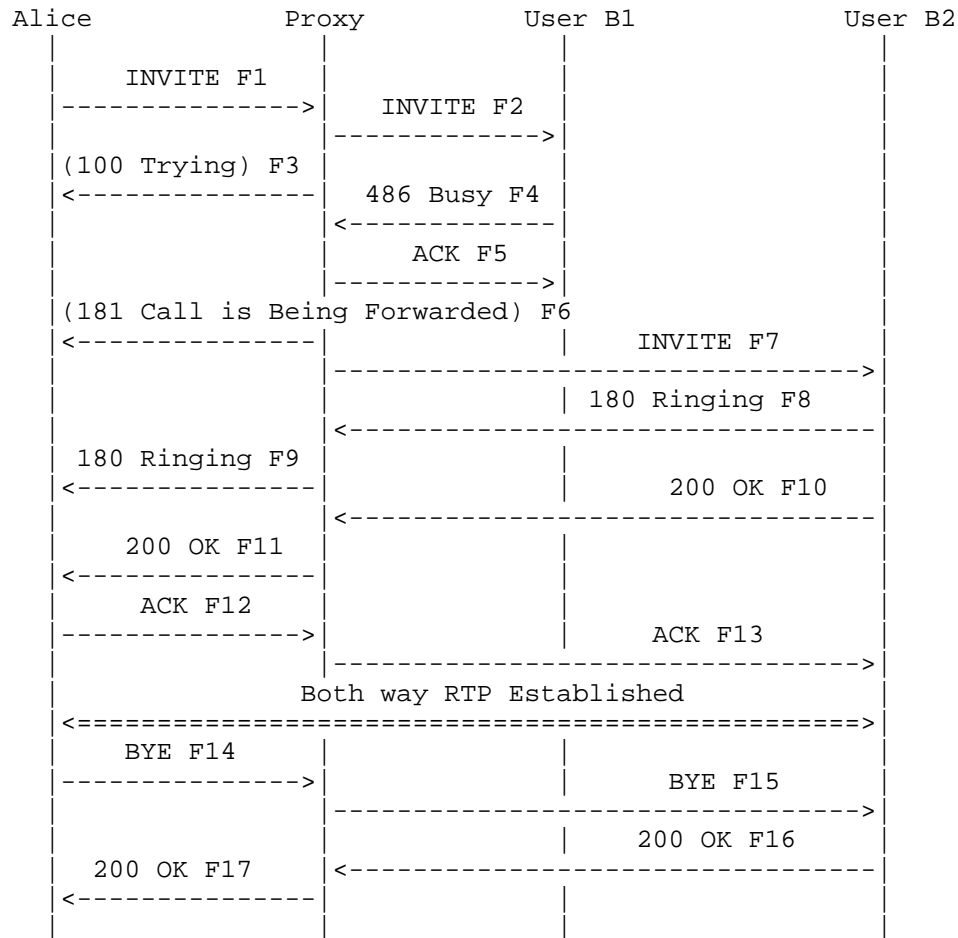 Alice Proxy User B1 User B2
INVITE F1
INVITE F2
(100 Trying) F3
486 Busy F4
ACK F5
(181 Call is Being Forwarded) F6
INVITE F7
180 Ringing F8
180 Ringing F9
200 OK F10
200 OK F11
ACK F12
ACK F13
Both way RTP Established
BYE F14
BYE F15
200 OK F16
200 OK F17